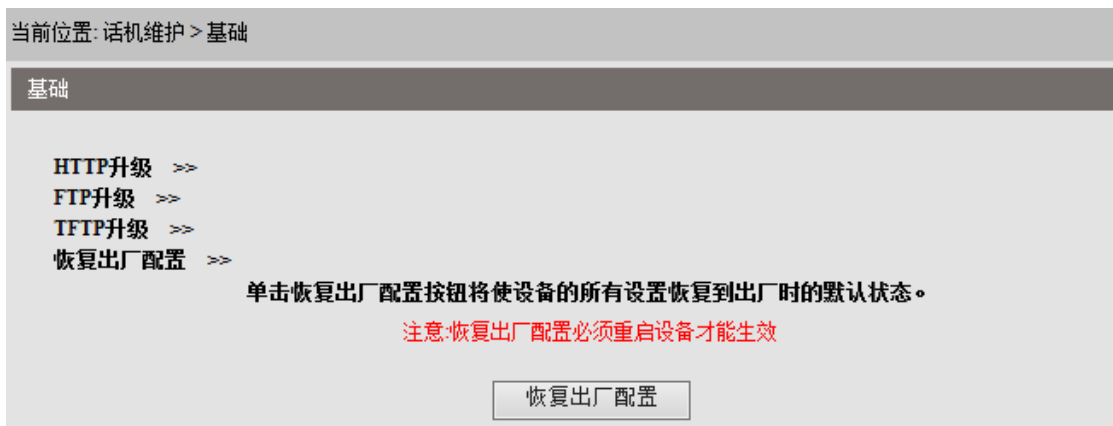 当前位置: 话机维护 > 基础
基础
HTTP升级 >>
FTP升级 >>
TFTP升级 >>
恢复出厂配置 >>
单击恢复出厂配置按钮将使设备的所有设置恢复到出厂时的默认状态。
注意:恢复出厂配置必须重启设备才能生效
恢复出厂配置